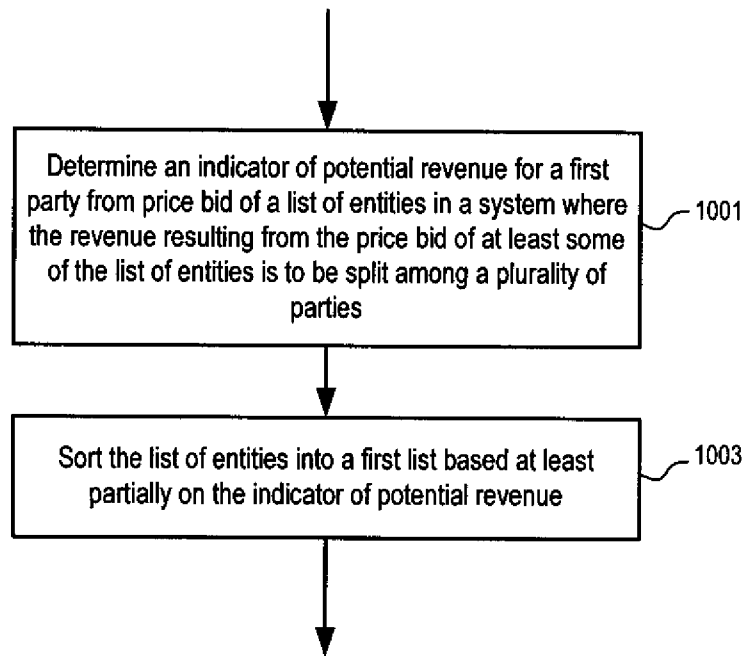 Determine an indicator of potential revenue for a first
party from price bid of a list of entities in a system where
the revenue resulting from the price bid of at least some
of the list of entities is to be split among a plurality of
parties
1001
Sort the list of entities into a first list based at least
partially on the indicator of potential revenue
1003